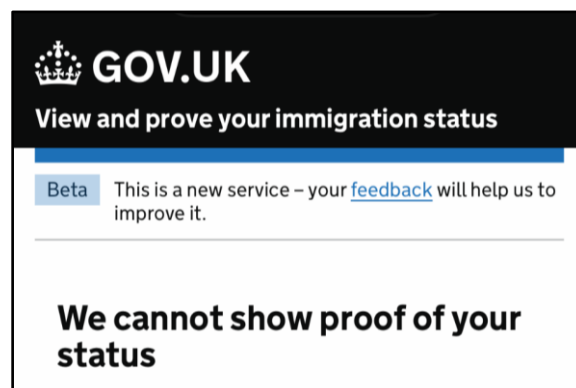 GOV.UK
View and prove your immigration status
Beta
This is a new service – your feedback will help us to
improve it.
We cannot show proof of your
status